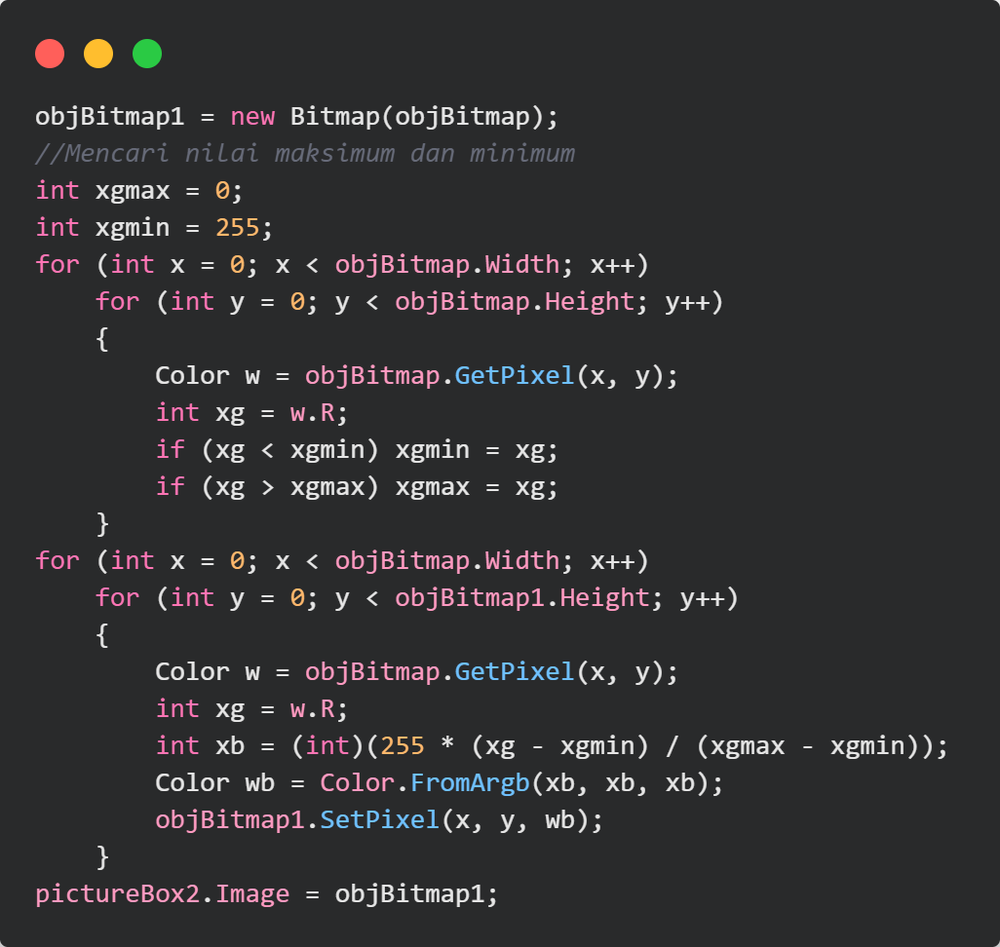 objBitmap1 = new Bitmap(objBitmap);
//Mencari nilai maksimum dan minimum
int xgmax = 0;
int xgmin = 255;
for (int x = 0; x < objBitmap.Width; x++)
    for (int y = 0; y < objBitmap.Height; y++)
    {
        Color w = objBitmap.GetPixel(x, y);
        int xg = w.R;
        if (xg < xgmin) xgmin = xg;
        if (xg > xgmax) xgmax = xg;
    }
for (int x = 0; x < objBitmap.Width; x++)
    for (int y = 0; y < objBitmap1.Height; y++)
    {
        Color w = objBitmap.GetPixel(x, y);
        int xg = w.R;
        int xb = (int)(255 * (xg - xgmin) / (xgmax - xgmin));
        Color wb = Color.FromArgb(xb, xb, xb);
        objBitmap1.SetPixel(x, y, wb);
    }
pictureBox2.Image = objBitmap1;